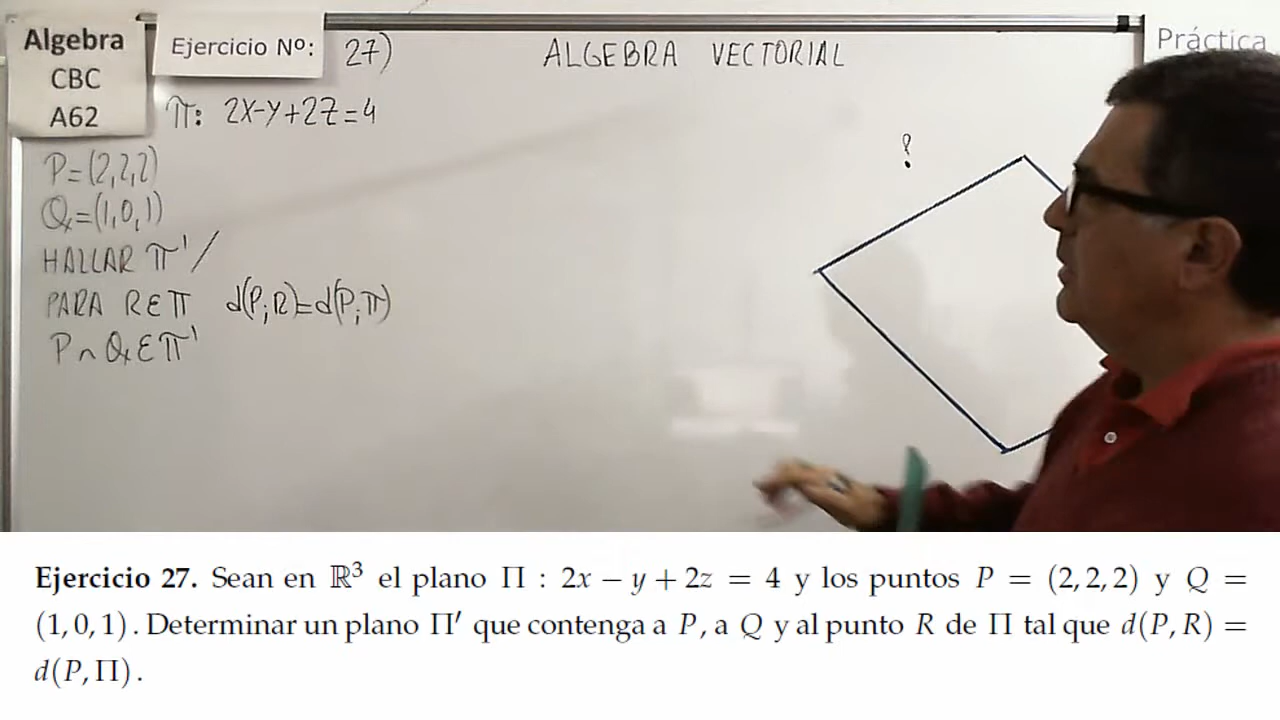 Algebra
CBC
A62
Ejercicio Nº: 27)
ALGEBRA VECTORIAL
Práctica
π: 2X-Y+2Z=4
P=(2,2,2)
Q=(1,0,1)
HALLAR π' /
PARA R∈π d(P;R)=d(P;π)
P ∩ Q ∈ π'
?
Ejercicio 27. Sean en ℝ³ el plano Π : 2x − y + 2z = 4 y los puntos P = (2, 2, 2) y Q =
(1, 0, 1) . Determinar un plano Π′ que contenga a P, a Q y al punto R de Π tal que d(P, R) =
d(P, Π) .